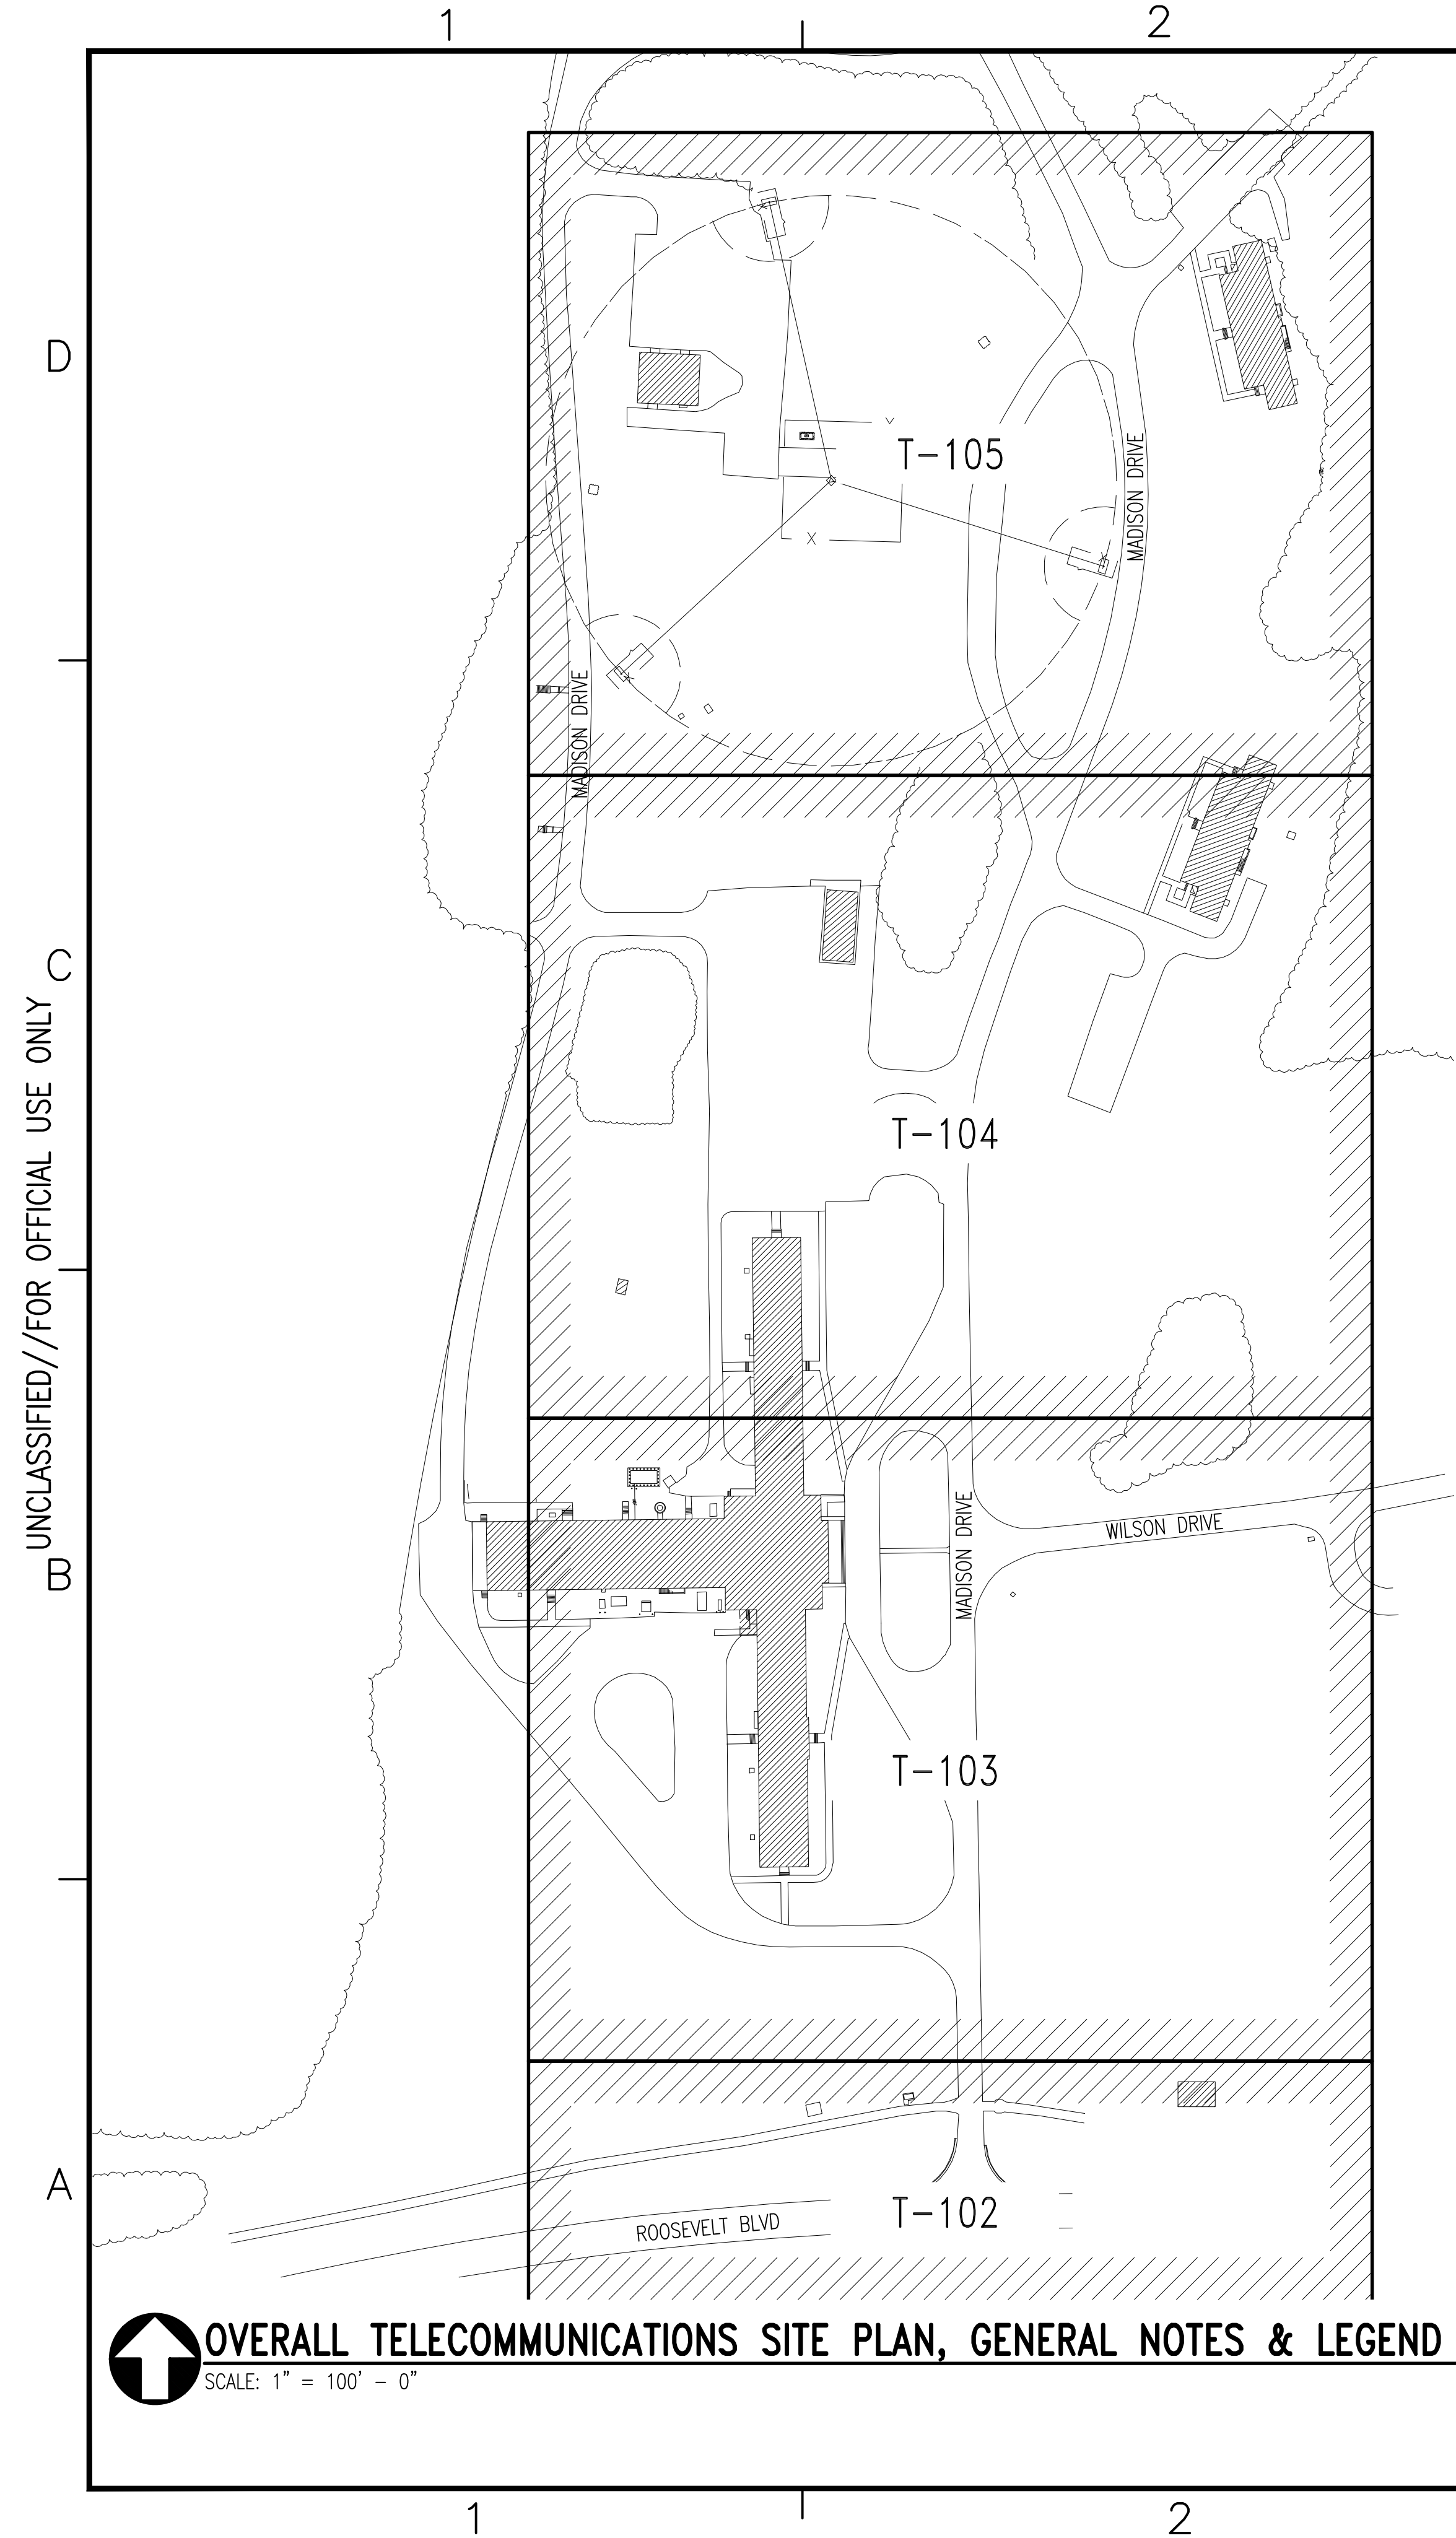 1
2
D
T-105
MADISON DRIVE
X
MADISON DRIVE
C
UNCLASSIFIED//FOR OFFICIAL USE ONLY
T-104
MADISON DRIVE
WILSON DRIVE
B
T-103
A
T-102
ROOSEVELT BLVD
OVERALL TELECOMMUNICATIONS SITE PLAN, GENERAL NOTES & LEGEND
SCALE: 1" = 100' - 0"
1
2